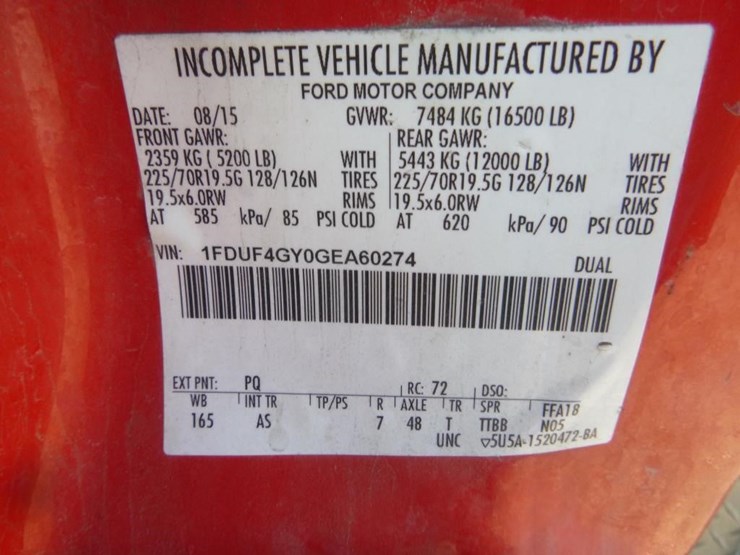 INCOMPLETE VEHICLE MANUFACTURED BY
FORD MOTOR COMPANY
DATE: 08/15 GVWR: 7484 KG (16500 LB)
FRONT GAWR: REAR GAWR:
2359 KG ( 5200 LB) WITH 5443 KG (12000 LB) WITH
225/70R19.5G 128/126N TIRES 225/70R19.5G 128/126N TIRES
19.5x6.0RW RIMS 19.5x6.0RW RIMS
AT 585 kPa/ 85 PSI COLD AT 620 kPa/ 90 PSI COLD
VIN: 1FDUF4GY0GEA60274 DUAL
EXT PNT: PQ RC: 72 DSO:
WB INT TR TP/PS R AXLE TR SPR FFA18
165 AS 7 48 T TTBB N05
UNC ▽5U5A-1520472-BA